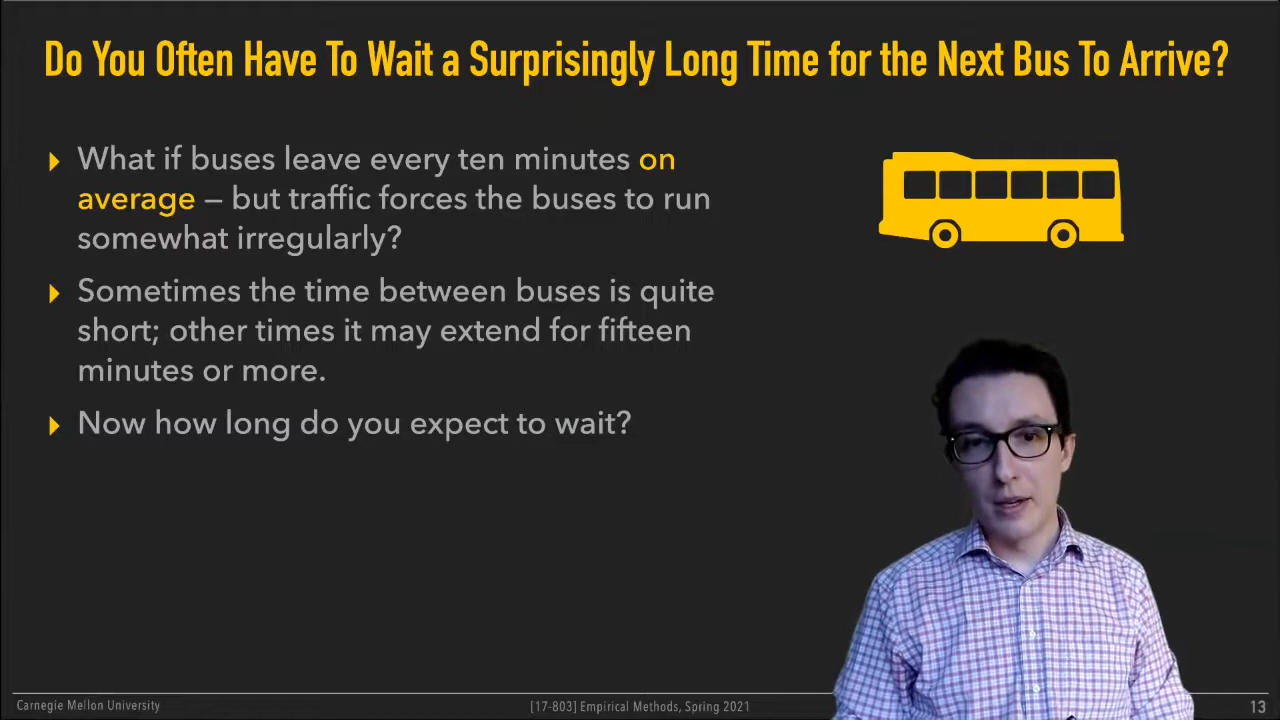 Do You Often Have To Wait a Surprisingly Long Time for the Next Bus To Arrive?
What if buses leave every ten minutes on
average – but traffic forces the buses to run
somewhat irregularly?
Sometimes the time between buses is quite
short; other times it may extend for fifteen
minutes or more.
Now how long do you expect to wait?
Carnegie Mellon University
[17-803] Empirical Methods, Spring 2021
13